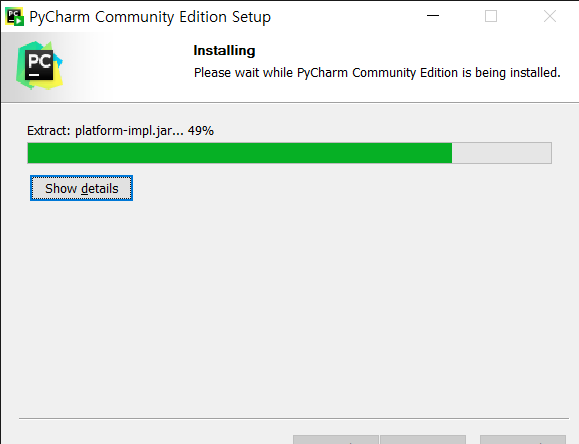 PyCharm Community Edition Setup
Installing
Please wait while PyCharm Community Edition is being installed.
Extract: platform-impl.jar... 49%
Show details
PC
PC